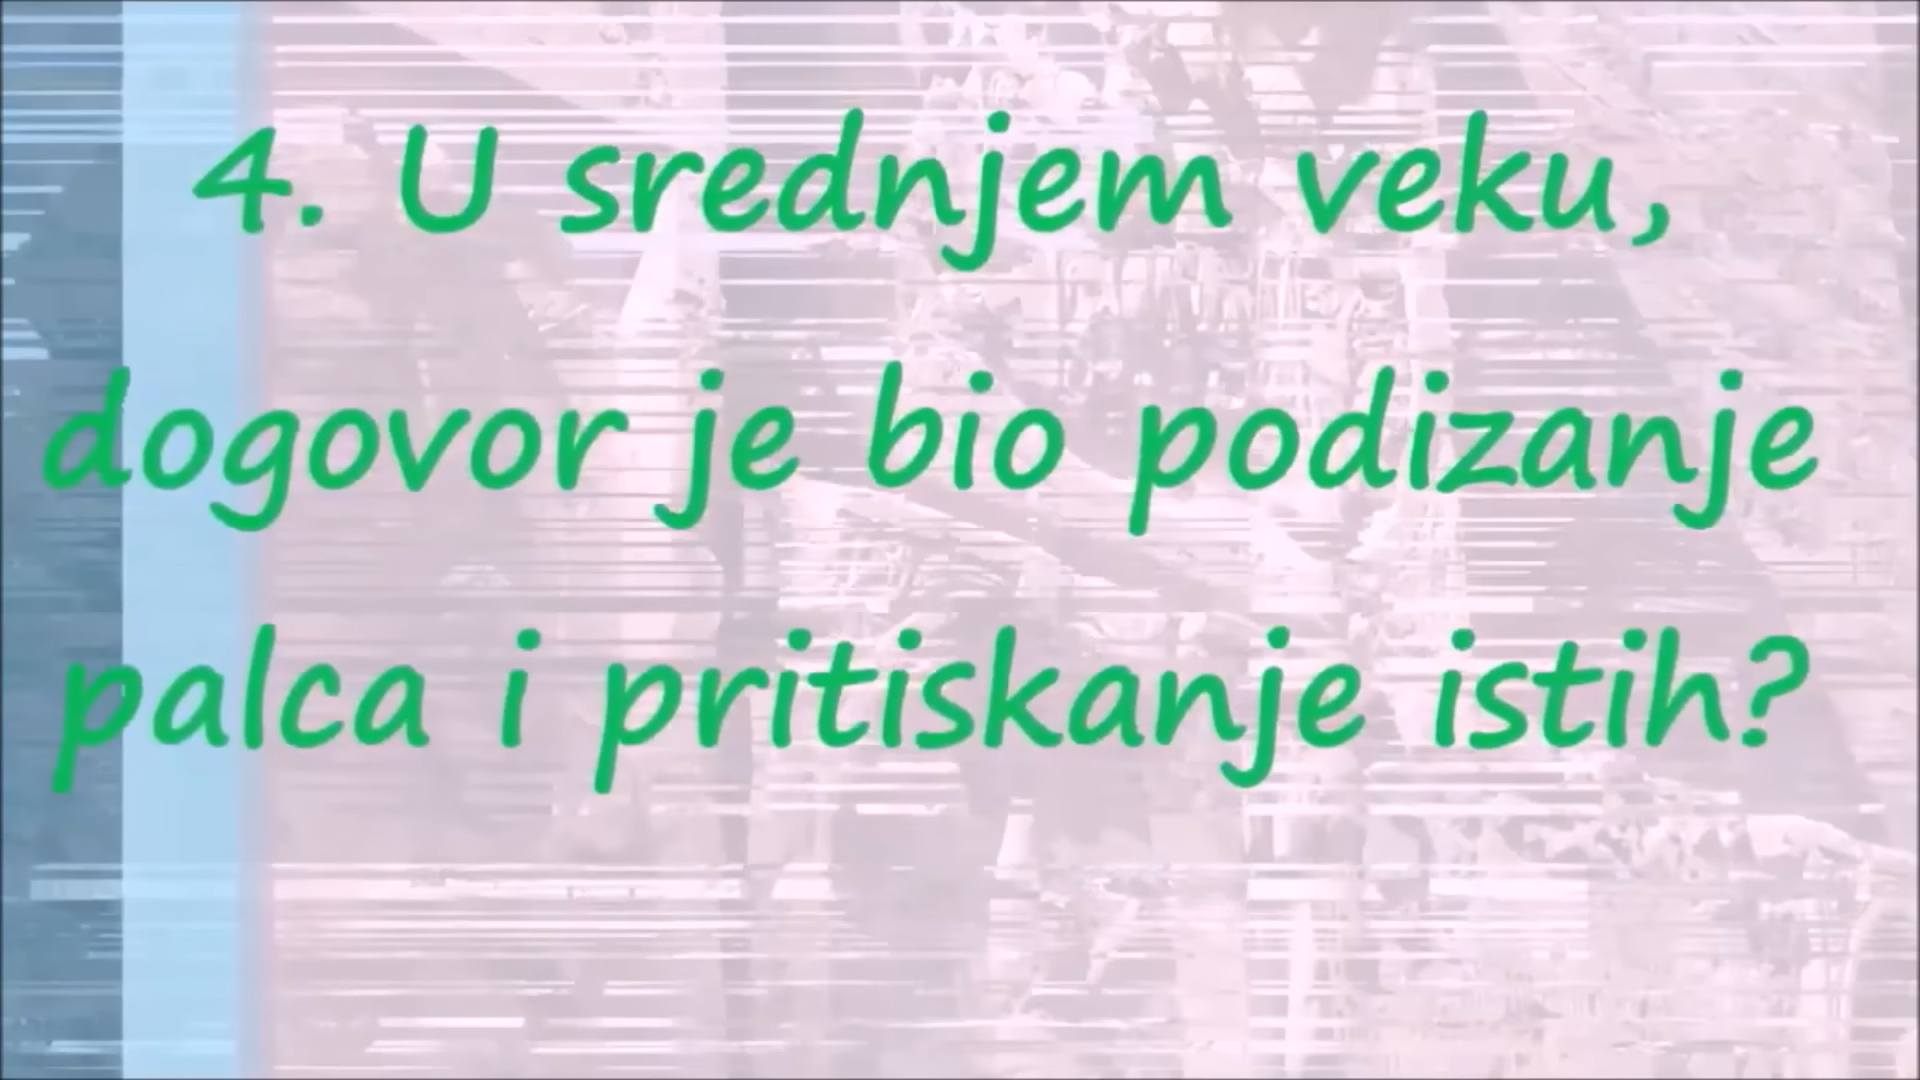 4. U srednjem veku,
dogovor je bio podizanje
palca i pritiskanje istih?